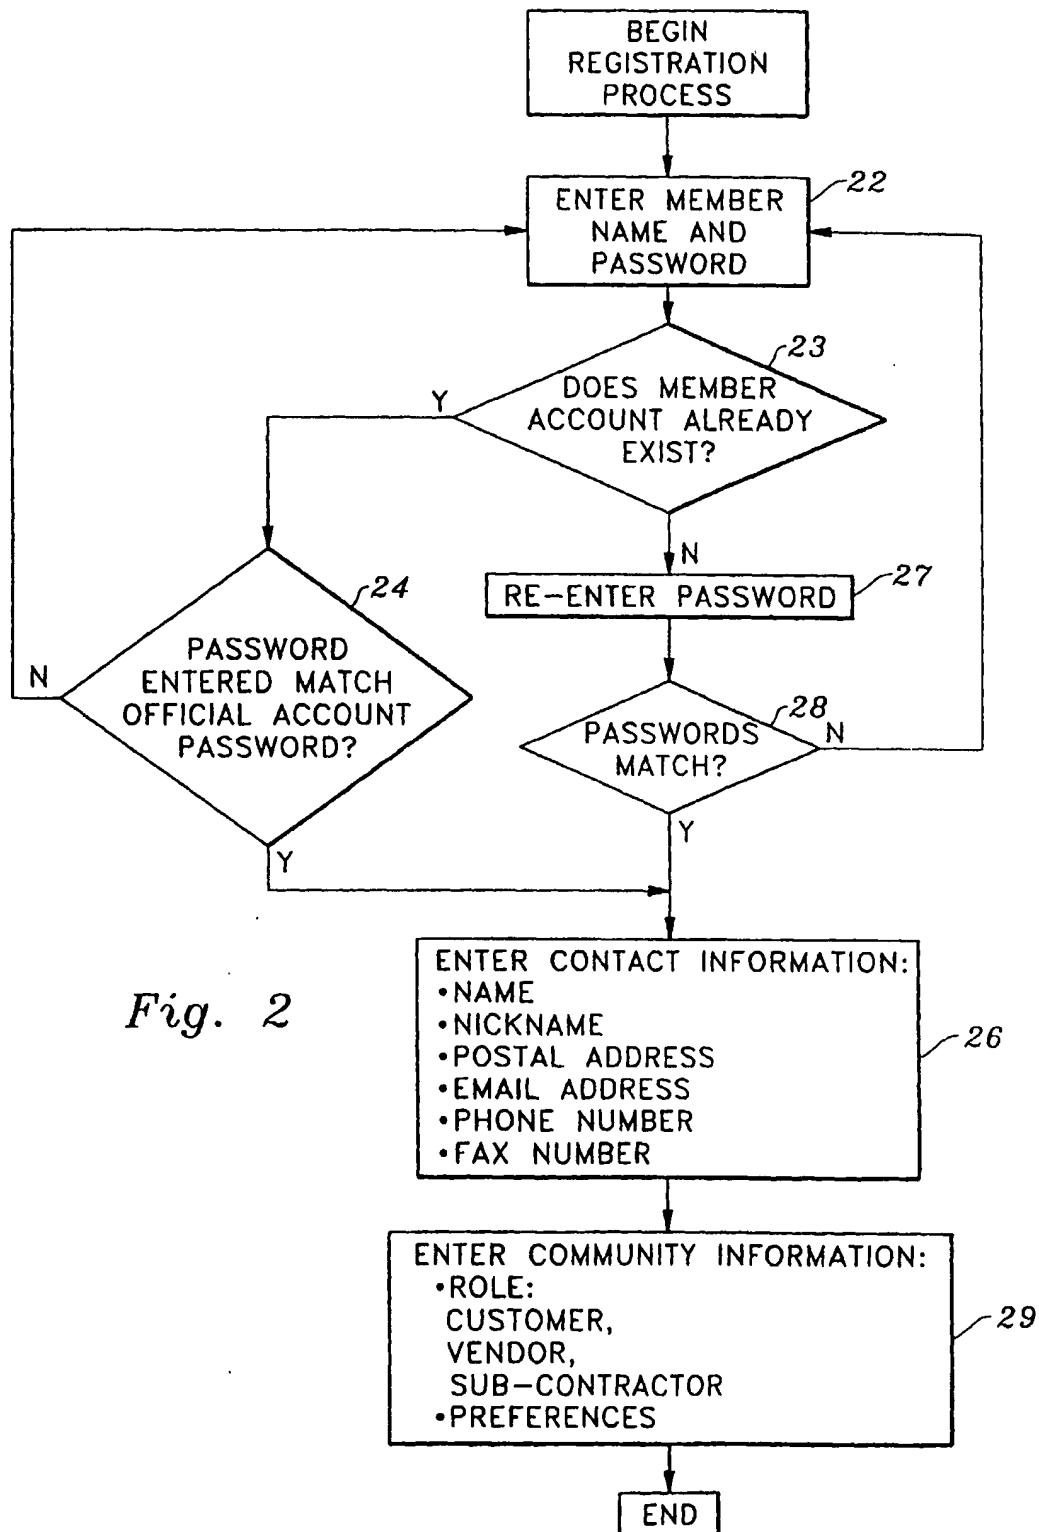 BEGIN
REGISTRATION
PROCESS
22
ENTER MEMBER
NAME AND
PASSWORD
23
DOES MEMBER
ACCOUNT ALREADY
EXIST?
Y
N
24
PASSWORD
ENTERED MATCH
OFFICIAL ACCOUNT
PASSWORD?
N
Y
27
RE-ENTER PASSWORD
28
PASSWORDS
MATCH?
N
Y
ENTER CONTACT INFORMATION:
•NAME
•NICKNAME
•POSTAL ADDRESS
•EMAIL ADDRESS
•PHONE NUMBER
•FAX NUMBER
26
Fig. 2
ENTER COMMUNITY INFORMATION:
•ROLE:
CUSTOMER,
VENDOR,
SUB-CONTRACTOR
•PREFERENCES
29
END